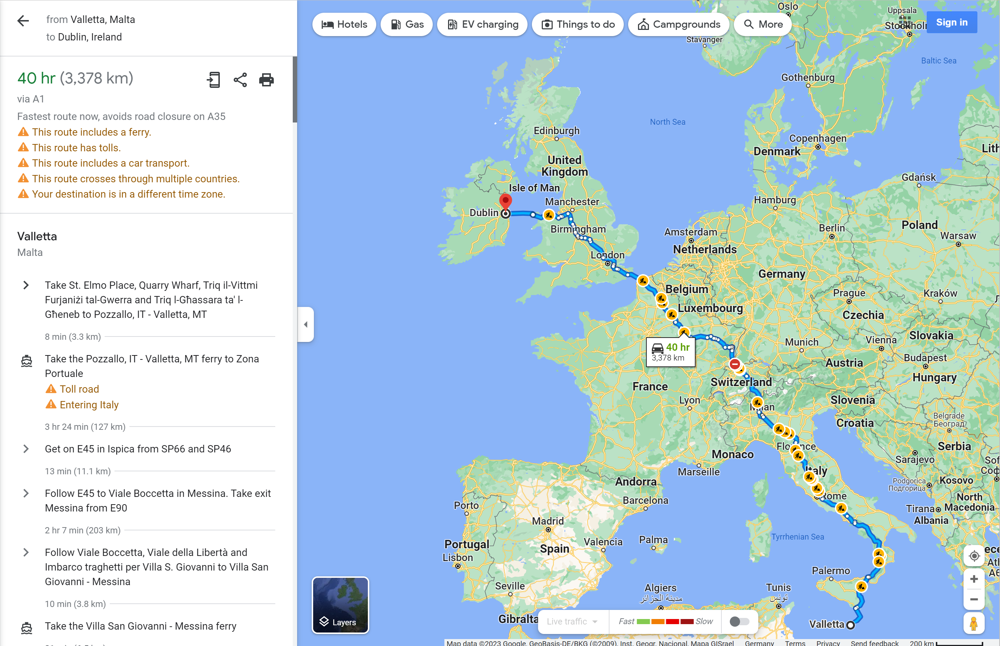 from Valletta, Malta
to Dublin, Ireland
40 hr (3,378 km)
via A1
Fastest route now, avoids road closure on A35
This route includes a ferry.
This route has tolls.
This route includes a car transport.
This route crosses through multiple countries.
Your destination is in a different time zone.
Valletta
Malta
Take St. Elmo Place, Quarry Wharf, Triq il-Vittmi
Furjaniżi tal-Gwerra and Triq l-Għassara ta' l-
Għeneb to Pozzallo, IT - Valletta, MT
8 min (3.3 km)
Take the Pozzallo, IT - Valletta, MT ferry to Zona
Portuale
Toll road
Entering Italy
3 hr 24 min (127 km)
Get on E45 in Ispica from SP66 and SP46
13 min (11.1 km)
Follow E45 to Viale Boccetta in Messina. Take exit
Messina from E90
2 hr 7 min (203 km)
Follow Viale Boccetta, Viale della Libertà and
Imbarco traghetti per Villa S. Giovanni to Villa San
Giovanni - Messina
10 min (3.8 km)
Take the Villa San Giovanni - Messina ferry
Hotels
Gas
EV charging
Things to do
Campgrounds
More
Sign in
Oslo
Uppsala
Stockholr
Stavanger
Baltic Sea
Gothenburg
North Sea
Edinburgh
Copenhagen
Denmark
Lith
United
Kingdom
Gdańsk
Isle of Man
Manchester
Hamburg
Dublin
Birmingham
Amsterdam
Berlin
Poland
Warsaw
Netherlands
London
Germany
Belgium
Prague
Kraków
Luxembourg
Czechia
Slovakia
Munich
Vienna
40 hr
3,378 km
Budapest
Austria
Hungary
Switzerland
France
Lyon
Milan
Slovenia
Croatia
Belgrade
Београд
Florence
Serbia
Monaco
Sarajevo
Marseille
Italy
Sof
Соф
Andorra
Podgorica
Подгорица
Kosovo
Rome
Barcelona
North
Macedonia
Porto
Tirana
Albania
Madrid
Tyrrhenian Sea
Palma
Valencia
Portugal
Spain
Lisbon
ece
Ath
Palermo
Seville
Algiers
مدينة الجزائر
Tunis
تونس
Gibralta
Valletta
Layers
Live traffic
Fast
Slow
Map data ©2023 Google, GeoBasis-DE/BKG (©2009), Inst. Geogr. Nacional, Mapa GISrael
Germany
Terms
Privacy
Send feedback
200 km